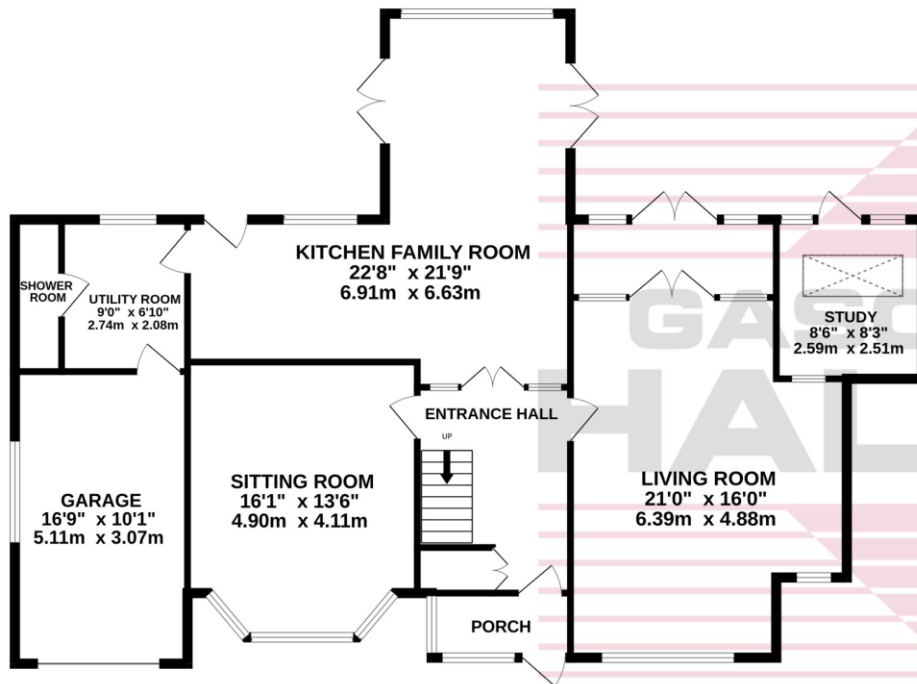 KITCHEN FAMILY ROOM
22'8" x 21'9"
6.91m x 6.63m
SHOWER
ROOM
UTILITY ROOM
9'0" x 6'10"
2.74m x 2.08m
STUDY
8'6" x 8'3"
2.59m x 2.51m
ENTRANCE HALL
UP
GARAGE
16'9" x 10'1"
5.11m x 3.07m
SITTING ROOM
16'1" x 13'6"
4.90m x 4.11m
LIVING ROOM
21'0" x 16'0"
6.39m x 4.88m
PORCH
HAL